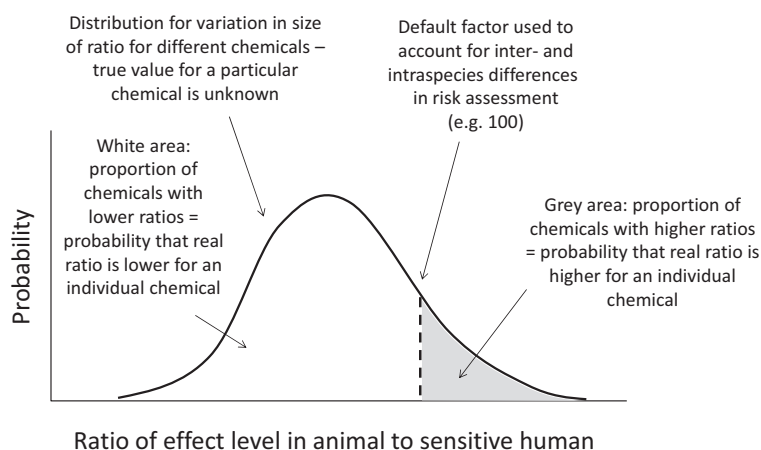 Distribution for variation in size
of ratio for different chemicals –
true value for a particular
chemical is unknown
Default factor used to
account for inter- and
intraspecies differences
in risk assessment
(e.g. 100)
White area:
proportion of
chemicals with
lower ratios =
probability that real
ratio is lower for an
individual chemical
Grey area: proportion of
chemicals with higher ratios
= probability that real ratio is
higher for an individual
chemical
Probability
Ratio of effect level in animal to sensitive human